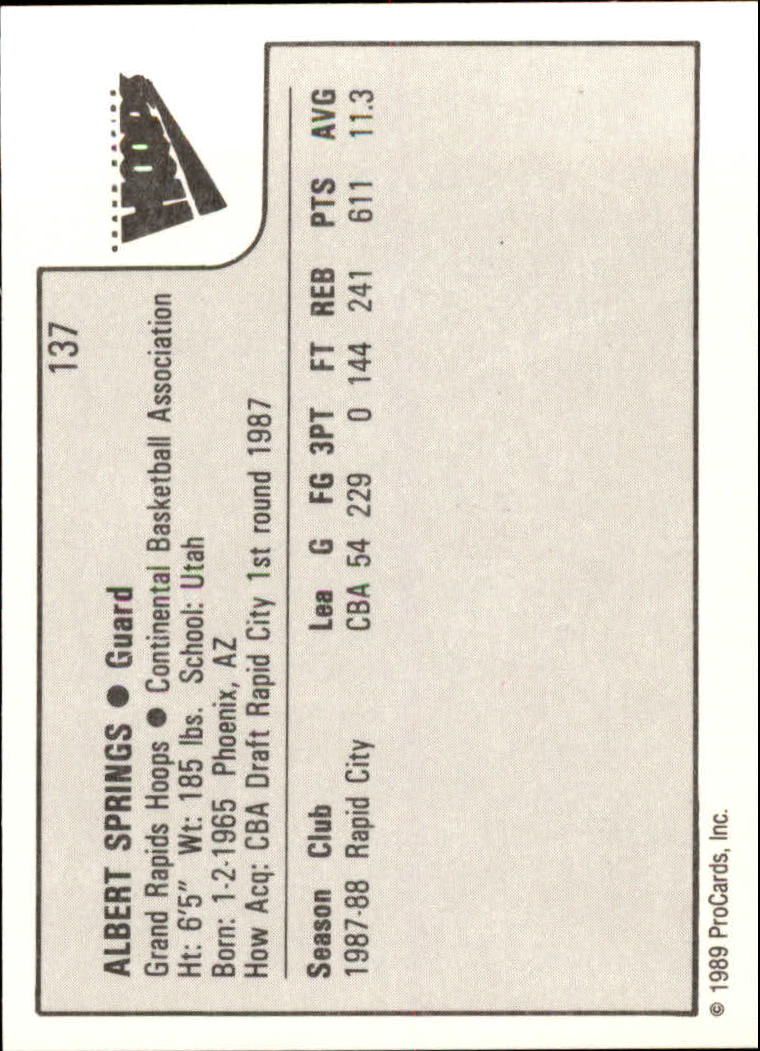 137
GRAND RAPIDS
HOOPS
ALBERT SPRINGS ● Guard
Grand Rapids Hoops ● Continental Basketball Association
Ht: 6'5" Wt: 185 lbs. School: Utah
Born: 1-2-1965 Phoenix, AZ
How Acq: CBA Draft Rapid City 1st round 1987
Season Club Lea G FG 3PT FT REB PTS AVG
1987-88 Rapid City CBA 54 229 0 144 241 611 11.3
© 1989 ProCards, Inc.